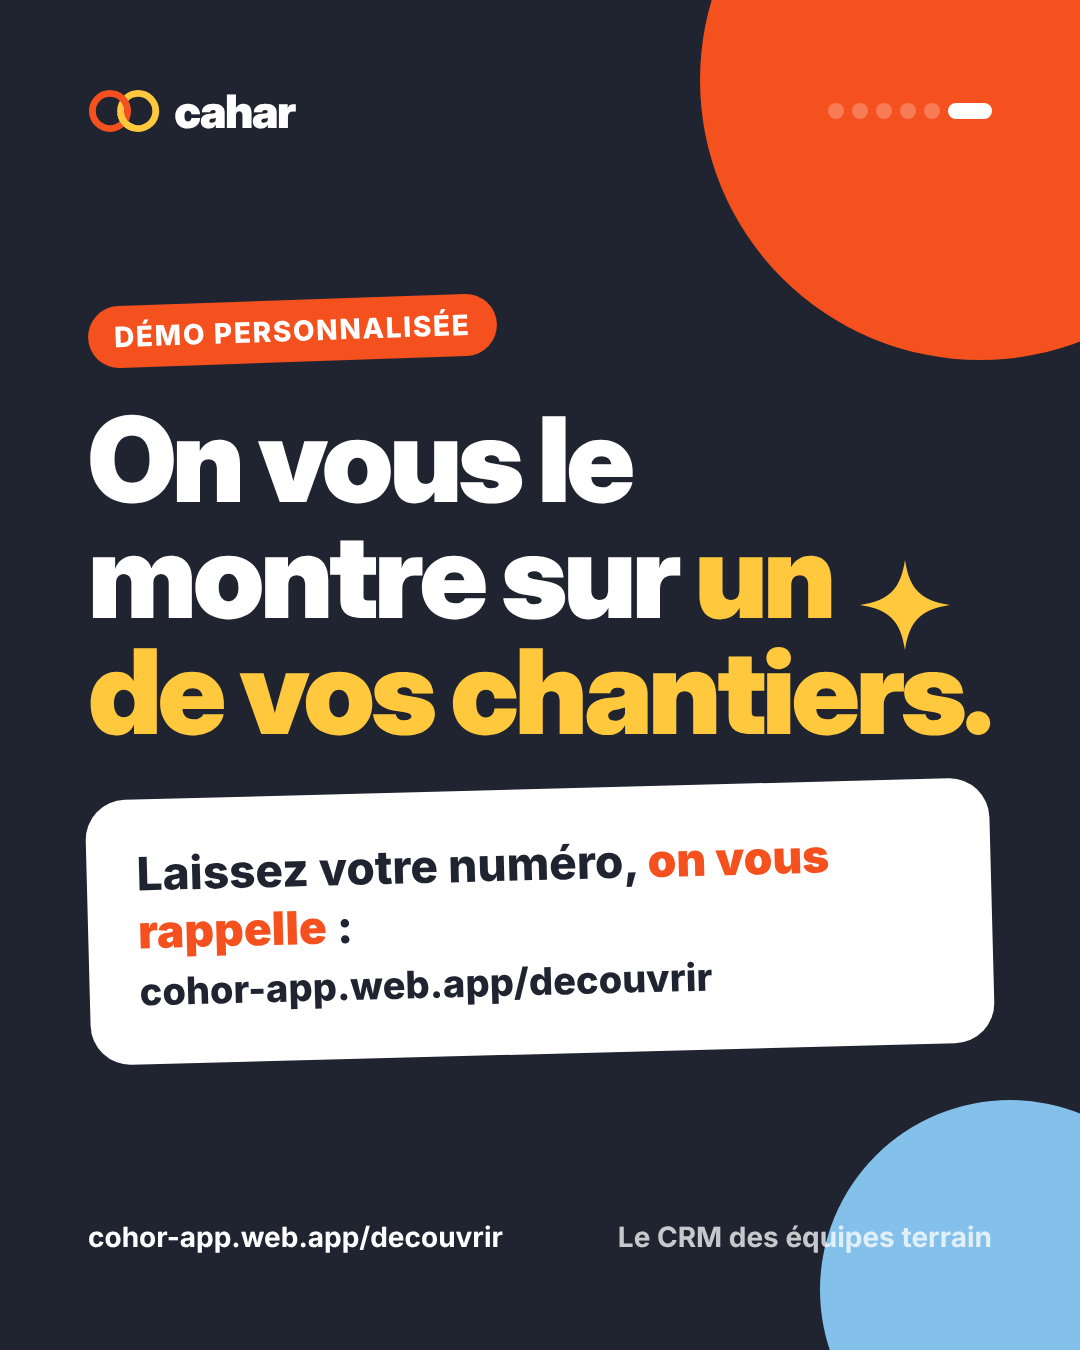 cahar
DÉMO PERSONNALISÉE
On vous le
montre sur un
de vos chantiers.
Laissez votre numéro, on vous
rappelle :
cohor-app.web.app/decouvrir
cohor-app.web.app/decouvrir
Le CRM des équipes terrain